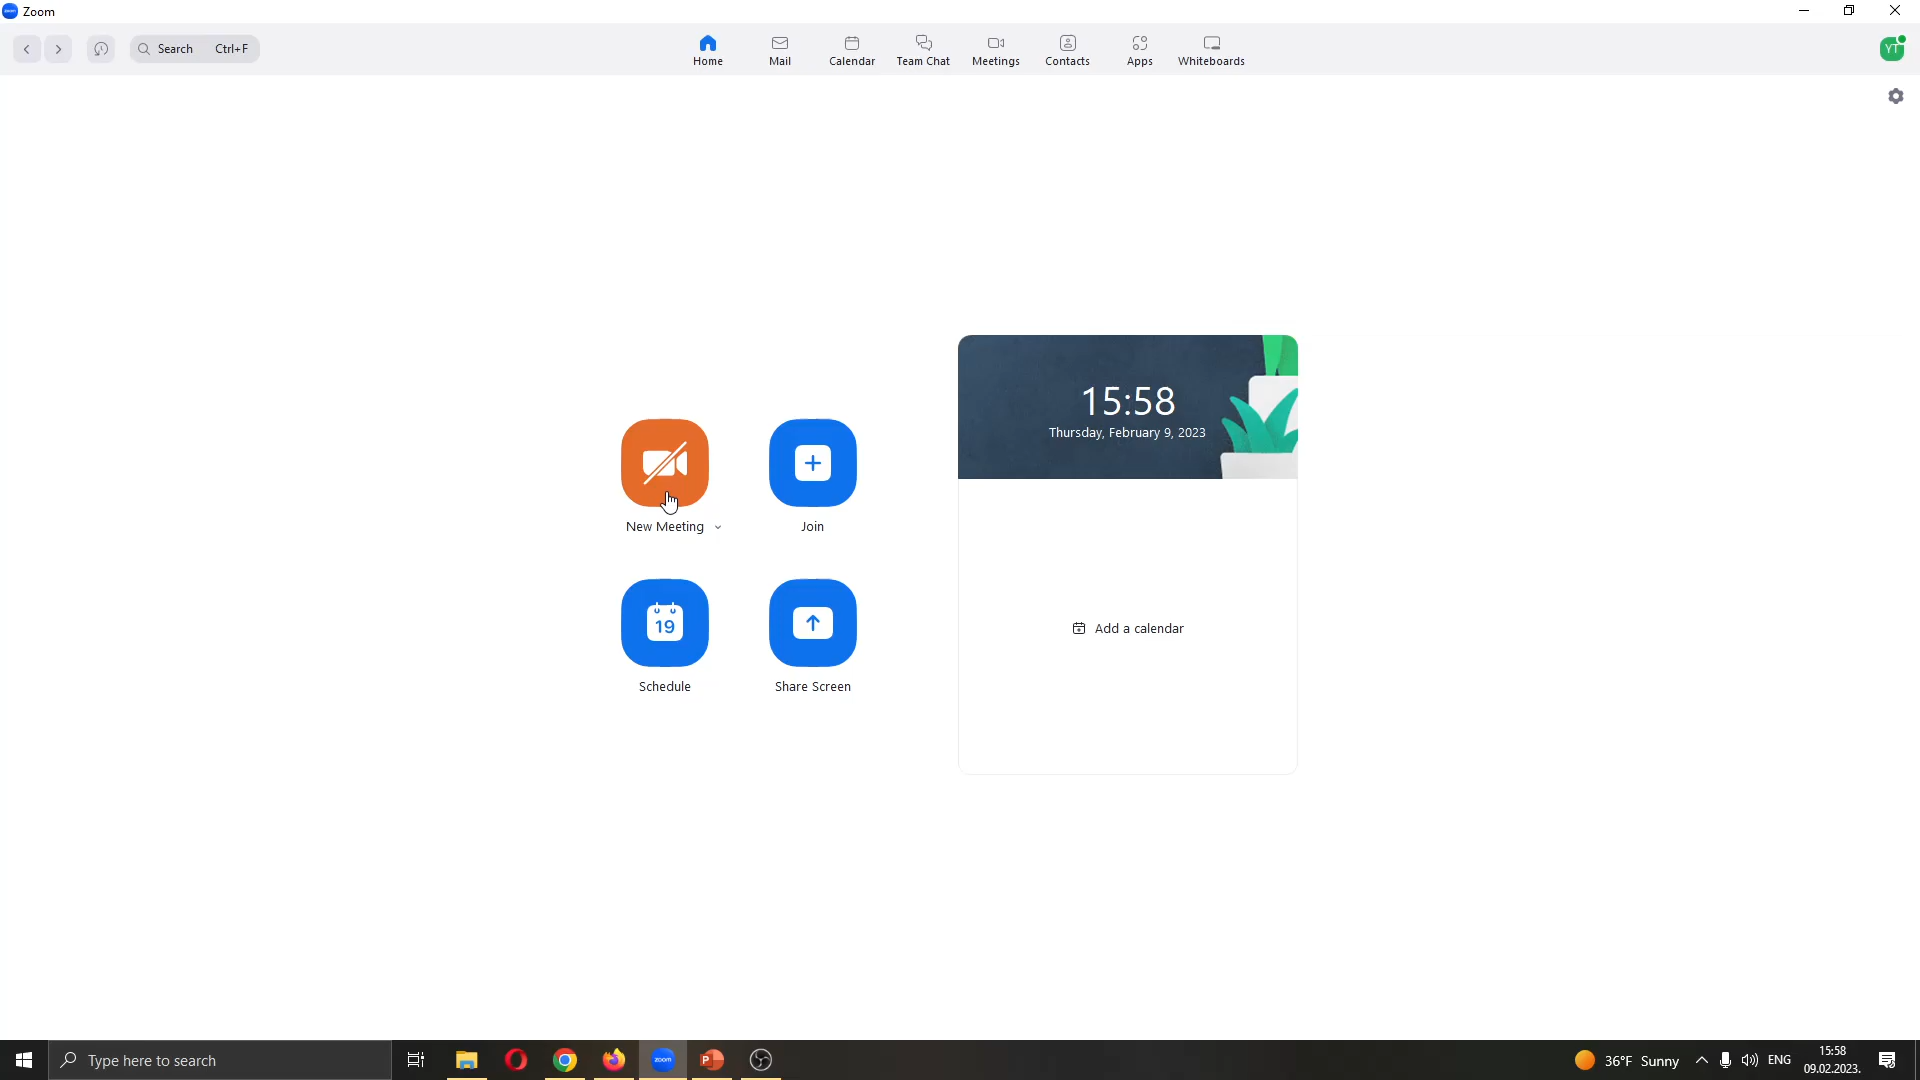 Zoom
Search Ctrl+F
Home
Mail
Calendar
Team Chat
Meetings
Contacts
Apps
Whiteboards
YT
15:58
Thursday, February 9, 2023
New Meeting
Join
19
Add a calendar
Schedule
Share Screen
Type here to search
zoom
P
36°F Sunny
ENG
15:58
09.02.2023.